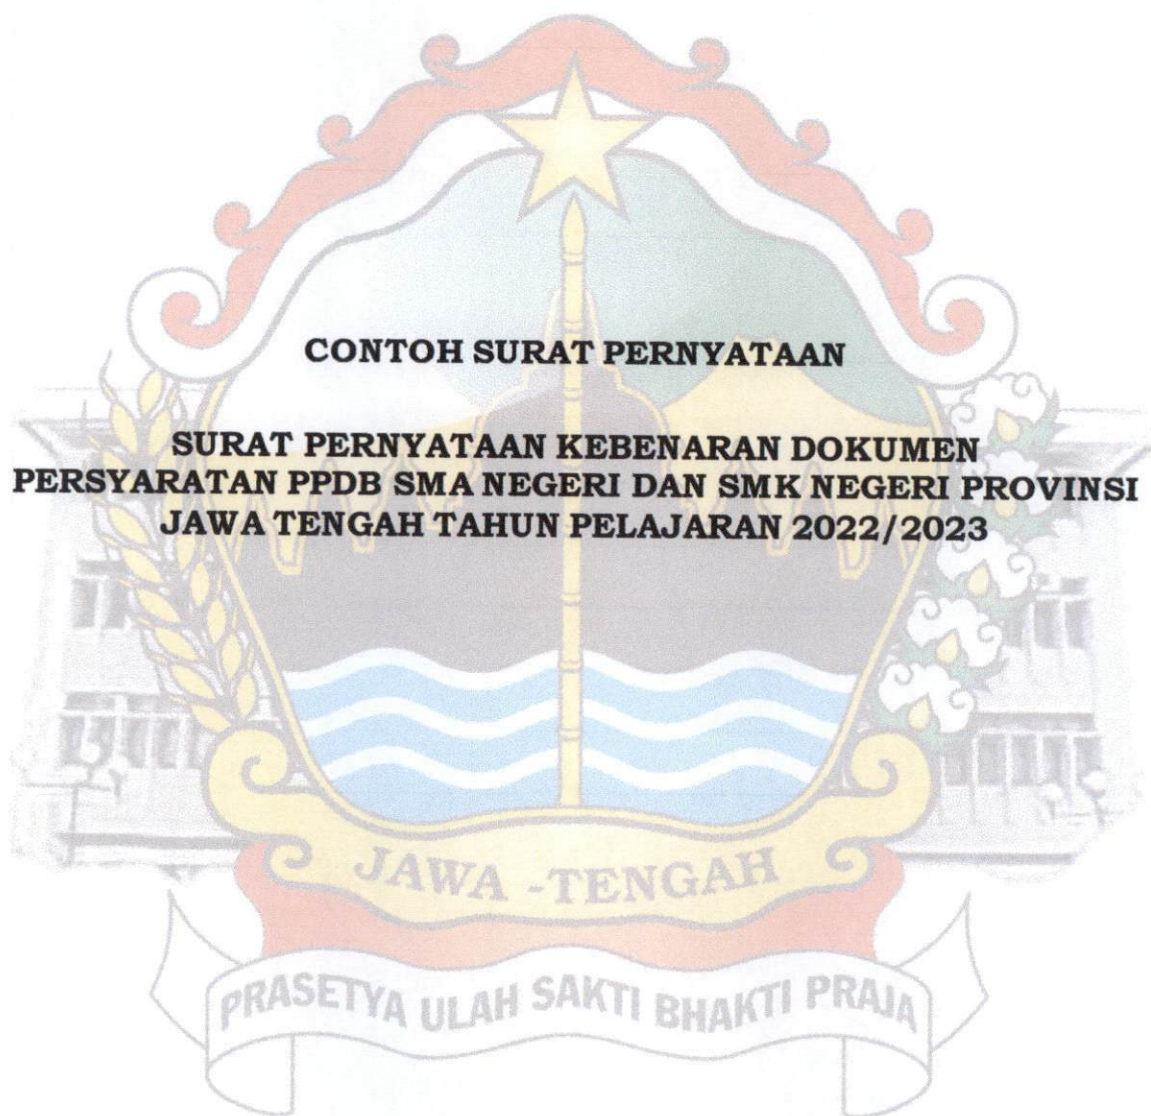 CONTOH SURAT PERNYATAAN
SURAT PERNYATAAN KEBENARAN DOKUMEN
PERSYARATAN PPDB SMA NEGERI DAN SMK NEGERI PROVINSI
JAWA TENGAH TAHUN PELAJARAN 2022/2023
JAWA -TENGAH
PRASETYA ULAH SAKTI BHAKTI PRAJA